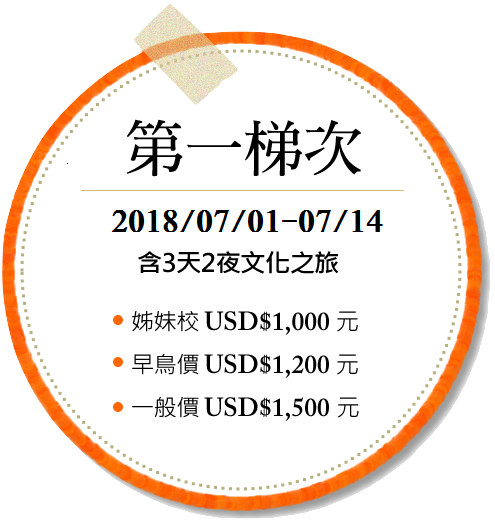 第一梯次
2018/07/01-07/14
含3天2夜文化之旅
• 姊妹校 USD$1,000 元
• 早鳥價 USD$1,200 元
• 一般價 USD$1,500 元